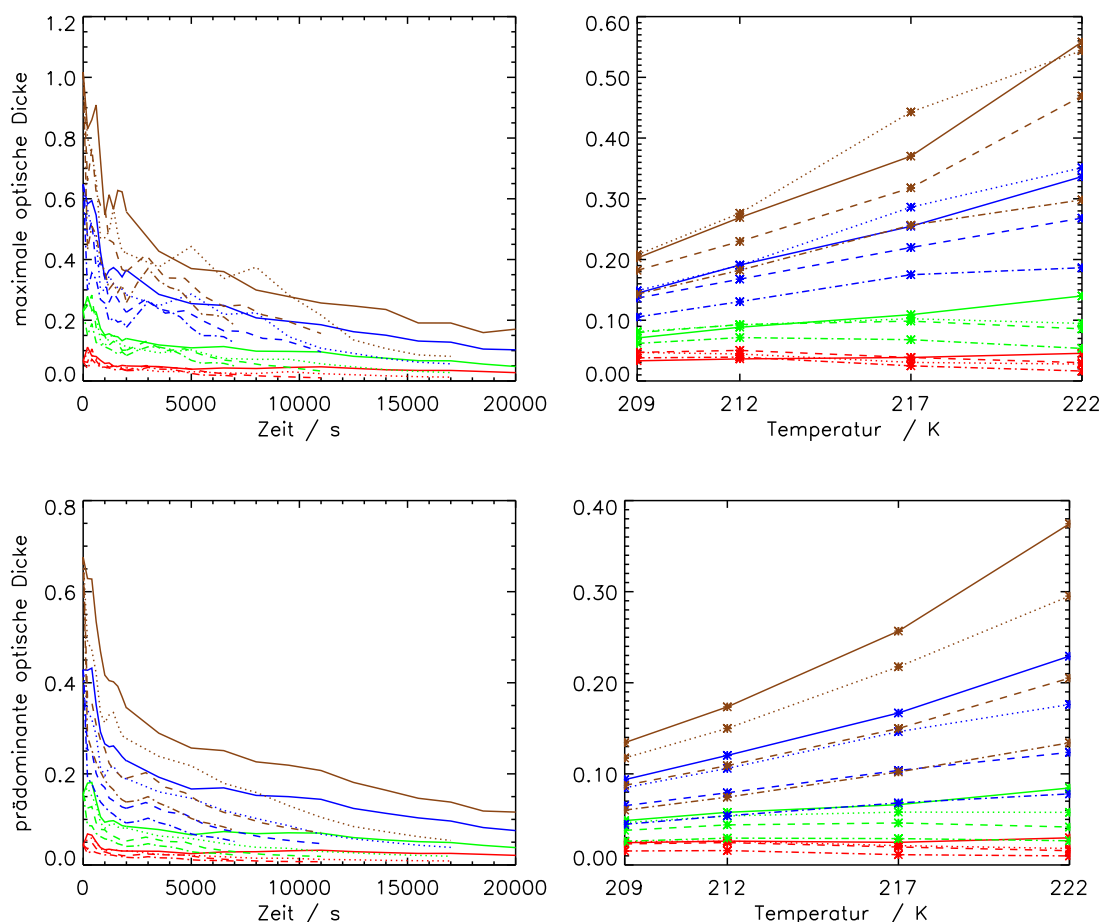 maximale optische Dicke
1.2
1.0
0.8
0.6
0.4
0.2
0.0
0 5000 10000 15000 20000
Zeit / s
0.60
0.50
0.40
0.30
0.20
0.10
0.00
209 212 217 222
Temperatur / K
prädominante optische Dicke
0.8
0.6
0.4
0.2
0.0
0 5000 10000 15000 20000
Zeit / s
0.40
0.30
0.20
0.10
0.00
209 212 217 222
Temperatur / K